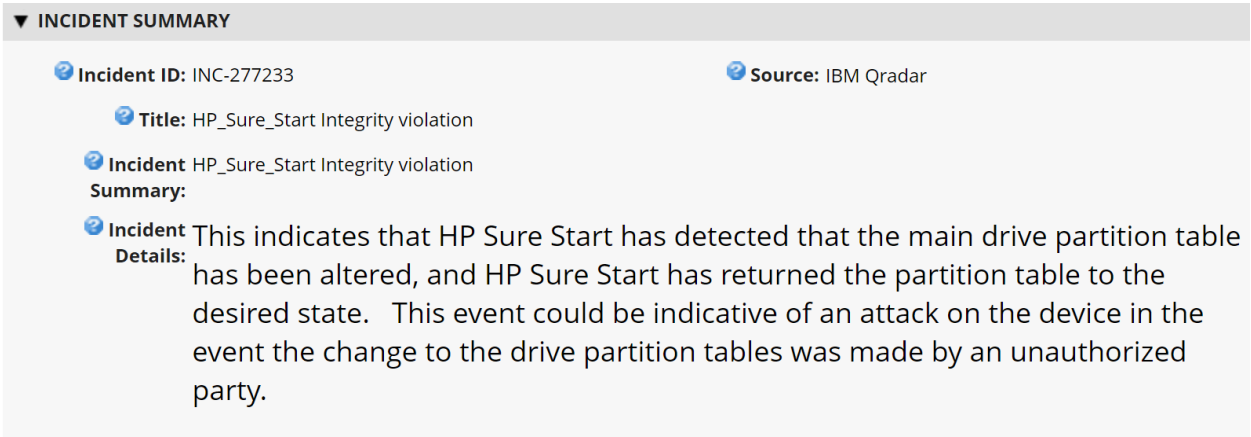 ▼ INCIDENT SUMMARY
Incident ID: INC-277233 Source: IBM Qradar
Title: HP_Sure_Start Integrity violation
Incident Summary: HP_Sure_Start Integrity violation
Incident Details: This indicates that HP Sure Start has detected that the main drive partition table
has been altered, and HP Sure Start has returned the partition table to the
desired state.   This event could be indicative of an attack on the device in the
event the change to the drive partition tables was made by an unauthorized
party.